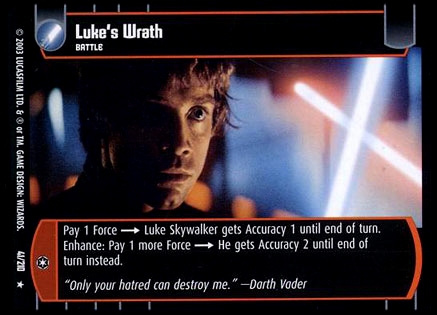 Luke's Wrath
BATTLE
Pay 1 Force → Luke Skywalker gets Accuracy 1 until end of turn.
Enhance: Pay 1 more Force → He gets Accuracy 2 until end of
turn instead.
"Only your hatred can destroy me." —Darth Vader
© 2003 LUCASFILM LTD. & ® or TM. GAME DESIGN: WIZARDS.